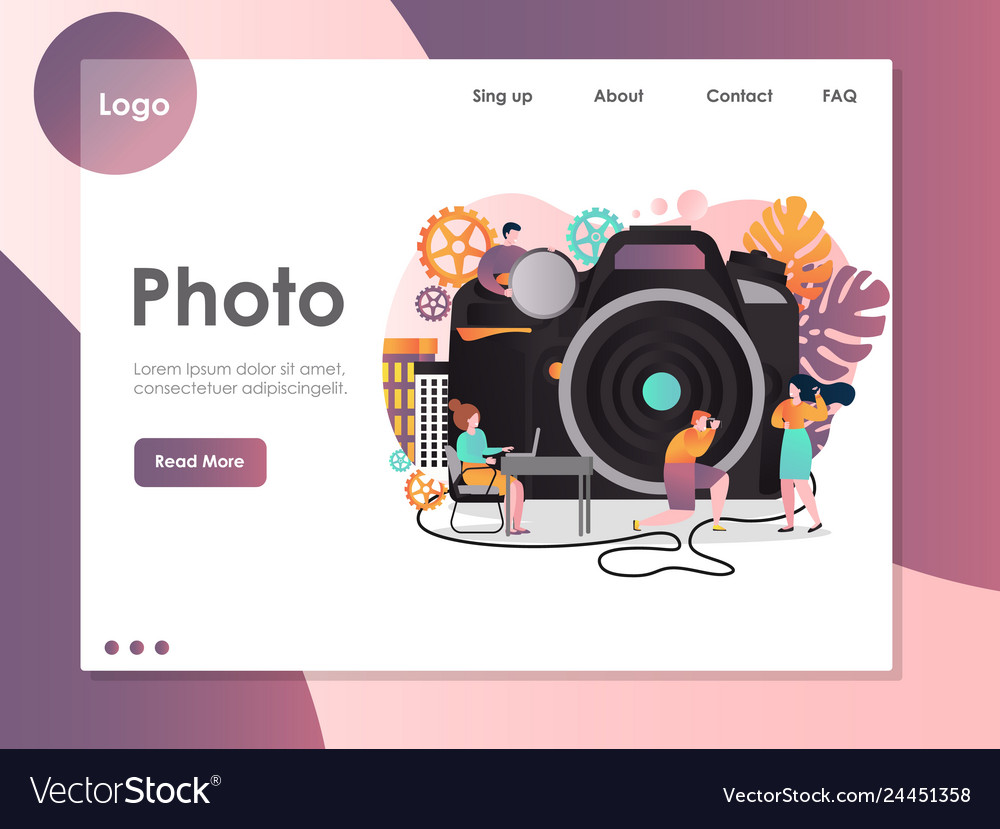 Logo
Sing up About Contact FAQ
Photo
Lorem Ipsum dolor sit amet,
consectetuer adipiscingelit.
Read More
VectorStock®
VectorStock.com/24451358